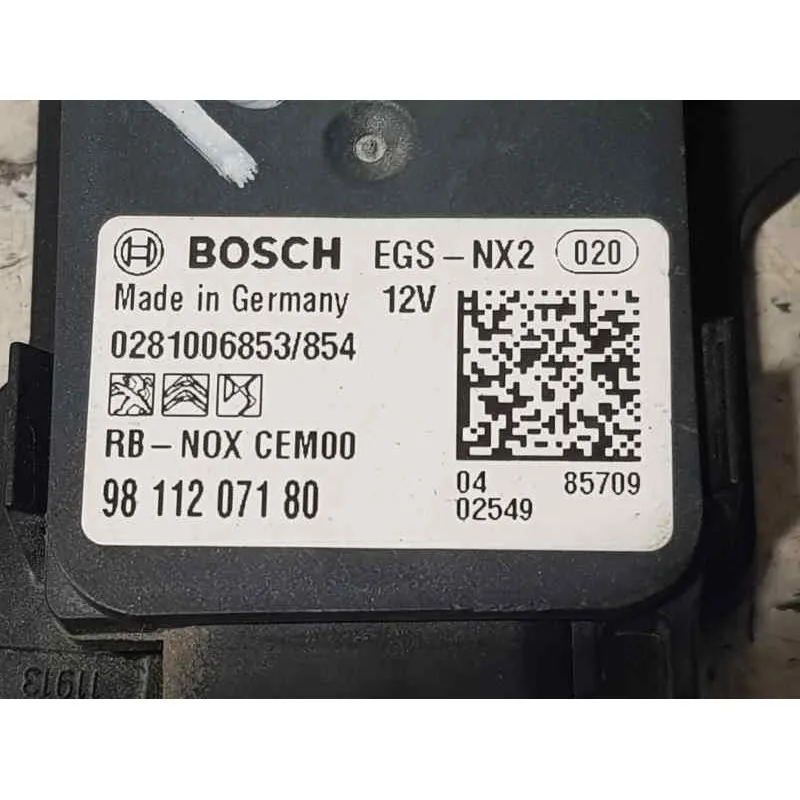 BOSCH EGS-NX2 020
Made in Germany 12V
0281006853/854
RB-NOX CEM00
98 112 071 80
04 85709
02549
11913